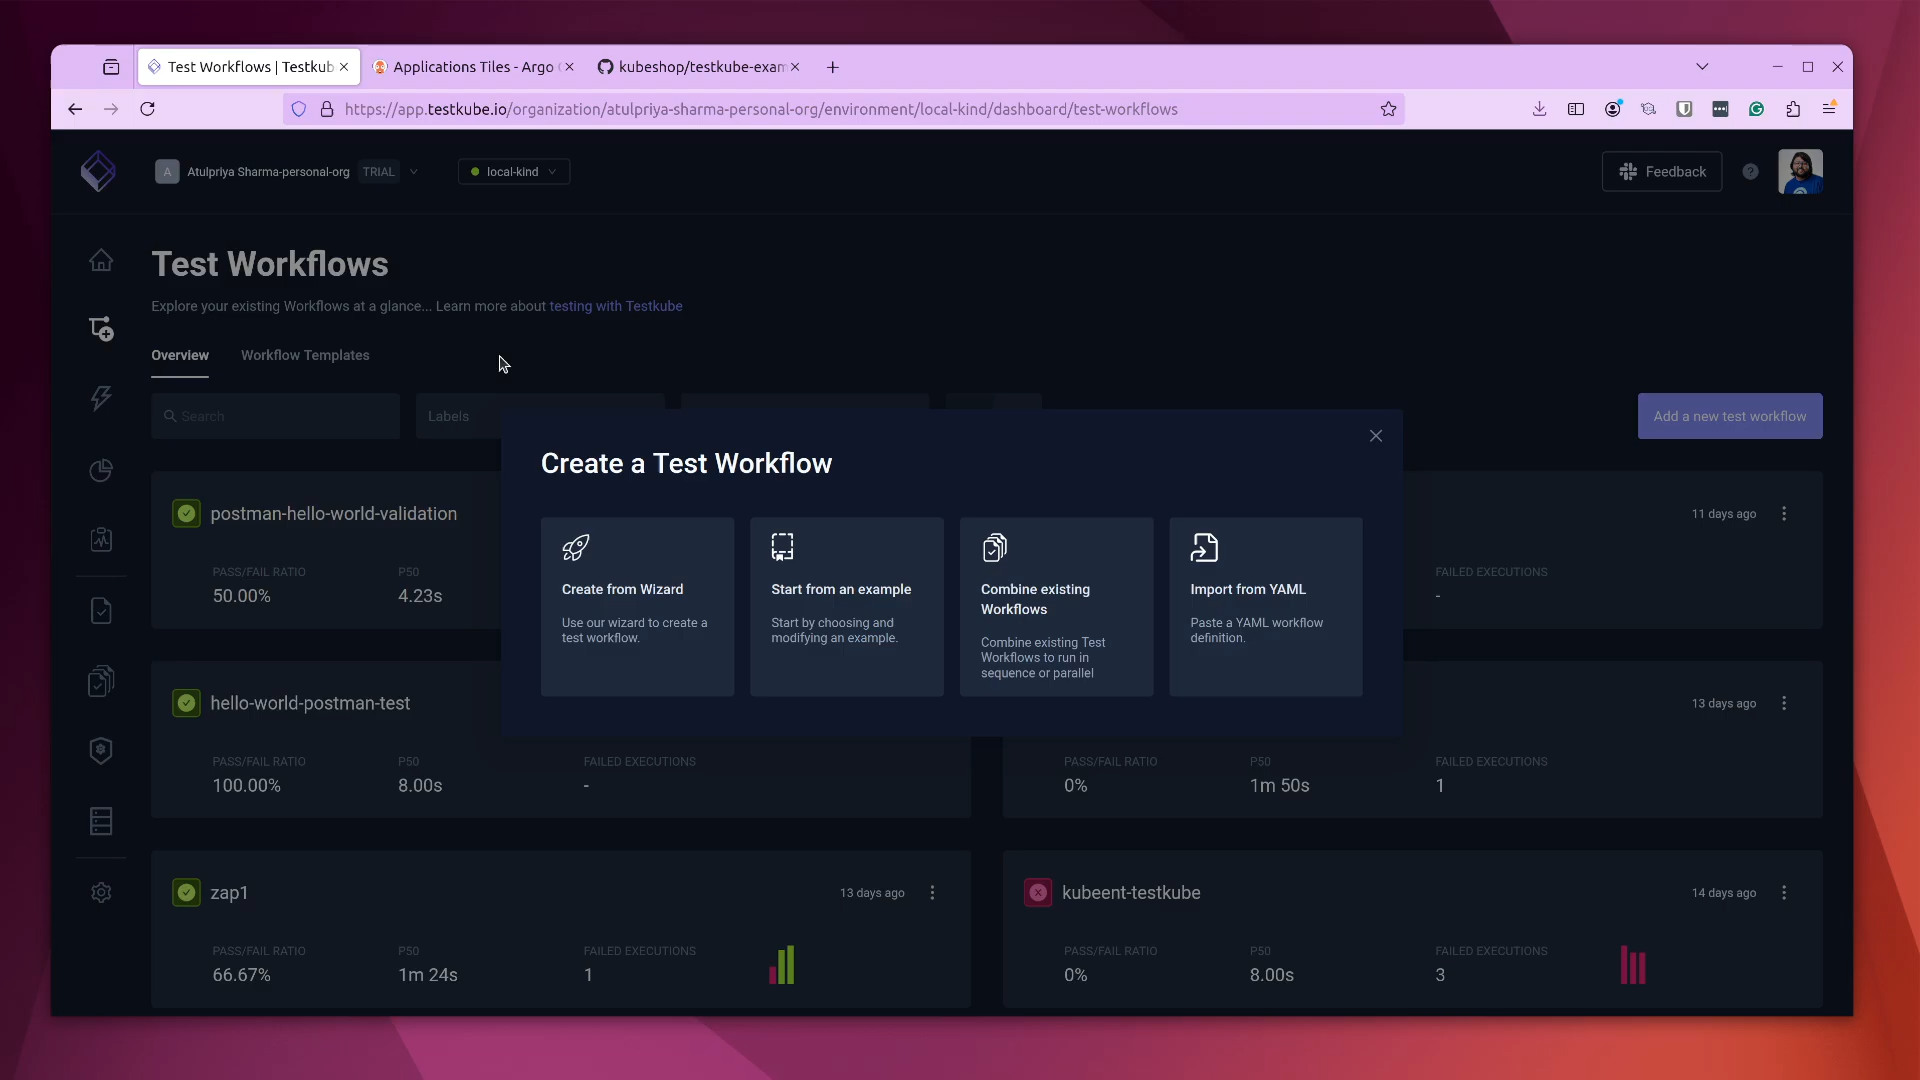 Test Workflows | Testkub
Applications Tiles - Argo
kubeshop/testkube-exam
https://app.testkube.io/organization/atulpriya-sharma-personal-org/environment/local-kind/dashboard/test-workflows
A Atulpriya Sharma-personal-org TRIAL
local-kind
Feedback
Test Workflows
Explore your existing Workflows at a glance... Learn more about testing with Testkube
Overview
Workflow Templates
Search
Labels
Add a new test workflow
Create a Test Workflow
Create from Wizard
Use our wizard to create a
test workflow.
Start from an example
Start by choosing and
modifying an example.
Combine existing
Workflows
Combine existing Test
Workflows to run in
sequence or parallel
Import from YAML
Paste a YAML workflow
definition.
postman-hello-world-validation
PASS/FAIL RATIO
50.00%
P50
4.23s
11 days ago
FAILED EXECUTIONS
-
hello-world-postman-test
PASS/FAIL RATIO
100.00%
P50
8.00s
FAILED EXECUTIONS
-
13 days ago
PASS/FAIL RATIO
0%
P50
1m 50s
FAILED EXECUTIONS
1
zap1
13 days ago
PASS/FAIL RATIO
66.67%
P50
1m 24s
FAILED EXECUTIONS
1
kubeent-testkube
14 days ago
PASS/FAIL RATIO
0%
P50
8.00s
FAILED EXECUTIONS
3